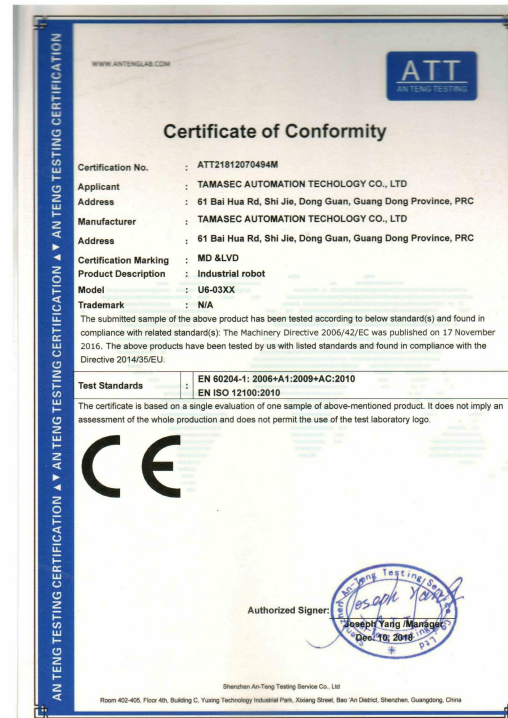 WWW.ANTENGLAB.COM
ATT
AN TENG TESTING
Certificate of Conformity
Certification No. : ATT21812070494M
Applicant : TAMASEC AUTOMATION TECHOLOGY CO., LTD
Address : 61 Bai Hua Rd, Shi Jie, Dong Guan, Guang Dong Province, PRC
Manufacturer : TAMASEC AUTOMATION TECHOLOGY CO., LTD
Address : 61 Bai Hua Rd, Shi Jie, Dong Guan, Guang Dong Province, PRC
Certification Marking : MD &LVD
Product Description : Industrial robot
Model : U6-03XX
Trademark : N/A
The submitted sample of the above product has been tested according to below standard(s) and found in
compliance with related standard(s): The Machinery Directive 2006/42/EC was published on 17 November
2016. The above products have been tested by us with listed standards and found in compliance with the
Directive 2014/35/EU.
Test Standards : EN 60204-1: 2006+A1:2009+AC:2010
EN ISO 12100:2010
The certificate is based on a single evaluation of one sample of above-mentioned product. It does not imply an
assessment of the whole production and does not permit the use of the test laboratory logo.
CE
Authorized Signer:
Joseph Yang
Joseph Yang /Manager
Dec. 10, 2018
Shenzhen An-Teng Testing Service Co., Ltd
Shenzhen An-Teng Testing Service Co., Ltd
Room 402-405, Floor 4th, Building C, Yuxing Technology Industrial Park, Xixiang Street, Bao 'An District, Shenzhen, Guangdong, China
AN TENG TESTING CERTIFICATION ▲▼ AN TENG TESTING CERTIFICATION ▲▼ AN TENG TESTING CERTIFICATION ▲▼ AN TENG TESTING CERTIFICATION